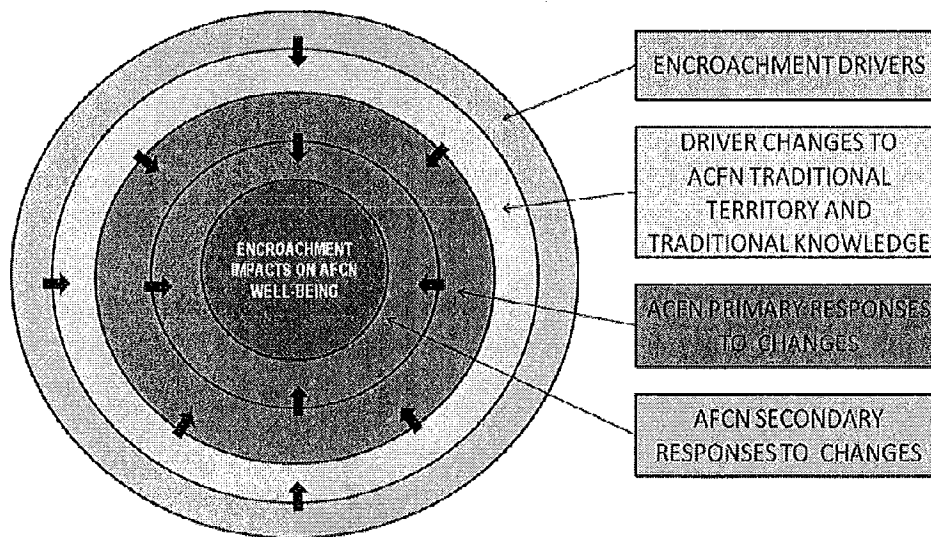 ENCROACHMENT
IMPACTS ON AFCN
WELL-BEING
ENCROACHMENT DRIVERS
DRIVER CHANGES TO
ACFN TRADITIONAL
TERRITORY AND
TRADITIONAL KNOWLEDGE
ACFN PRIMARY RESPONSES
TO CHANGES
AFCN SECONDARY
RESPONSES TO CHANGES